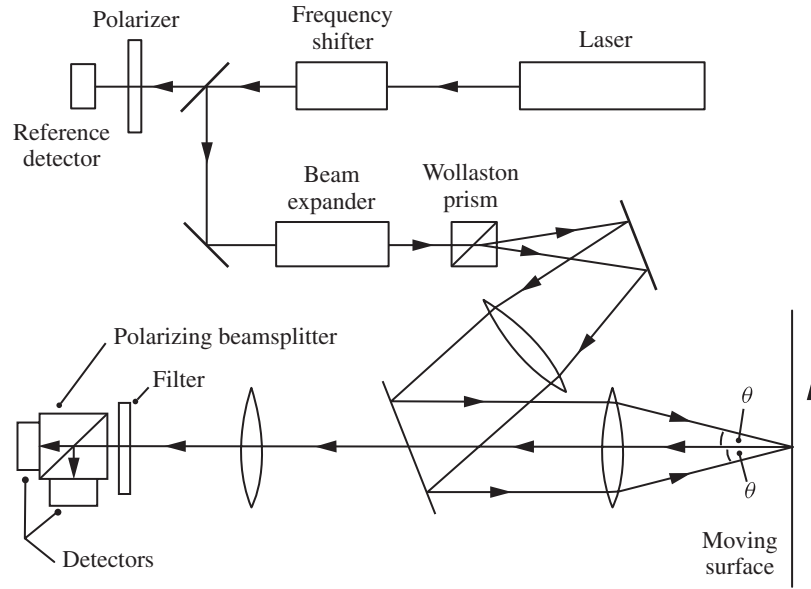 Polarizer
Frequency
shifter
Laser
Reference
detector
Beam
expander
Wollaston
prism
Polarizing beamsplitter
Filter
θ
θ
Detectors
Moving
surface